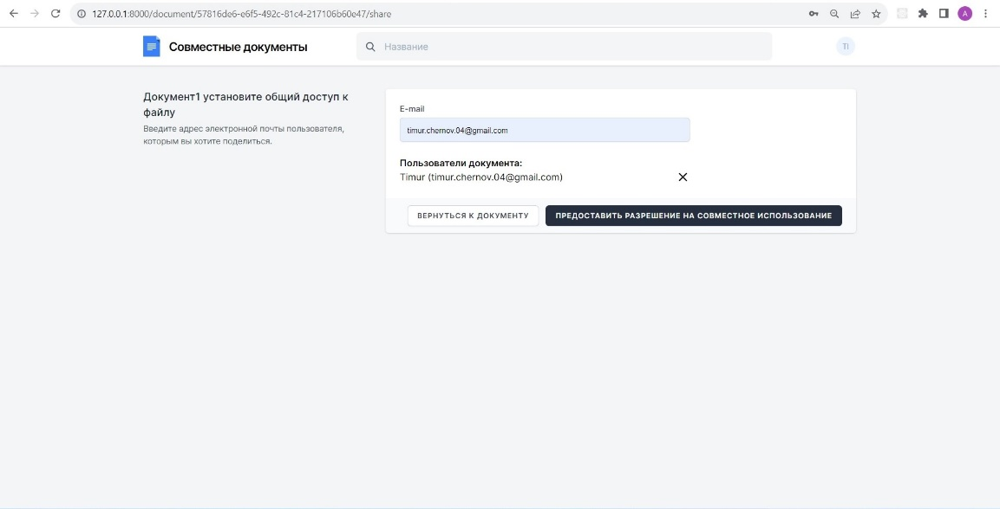 127.0.0.1:8000/document/57816de6-e6f5-492c-81c4-217106b60e47/share
A
Совместные документы
Название
TI
Документ1 установите общий доступ к
файлу
Введите адрес электронной почты пользователя,
которым вы хотите поделиться.
E-mail
timur.chernov.04@gmail.com
Пользователи документа:
Timur (timur.chernov.04@gmail.com)
ВЕРНУТЬСЯ К ДОКУМЕНТУ
ПРЕДОСТАВИТЬ РАЗРЕШЕНИЕ НА СОВМЕСТНОЕ ИСПОЛЬЗОВАНИЕ